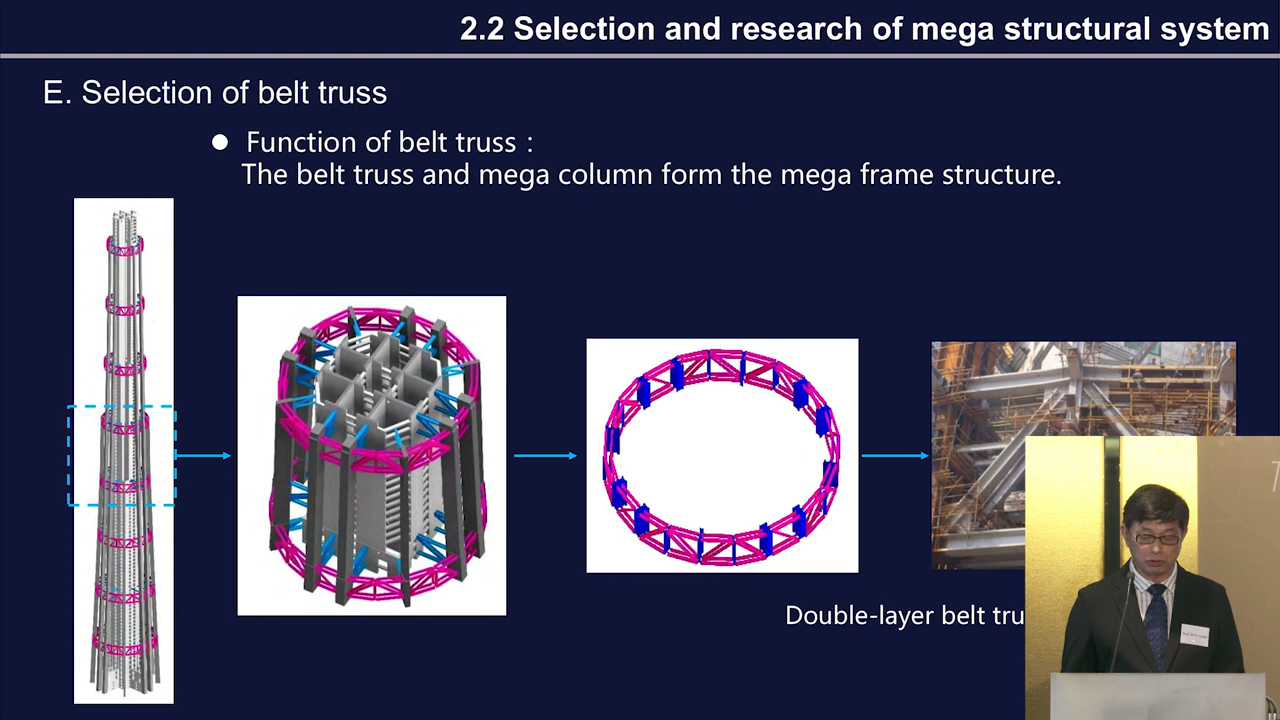 2.2 Selection and research of mega structural system
E. Selection of belt truss
● Function of belt truss：
The belt truss and mega column form the mega frame structure.
Double-layer belt